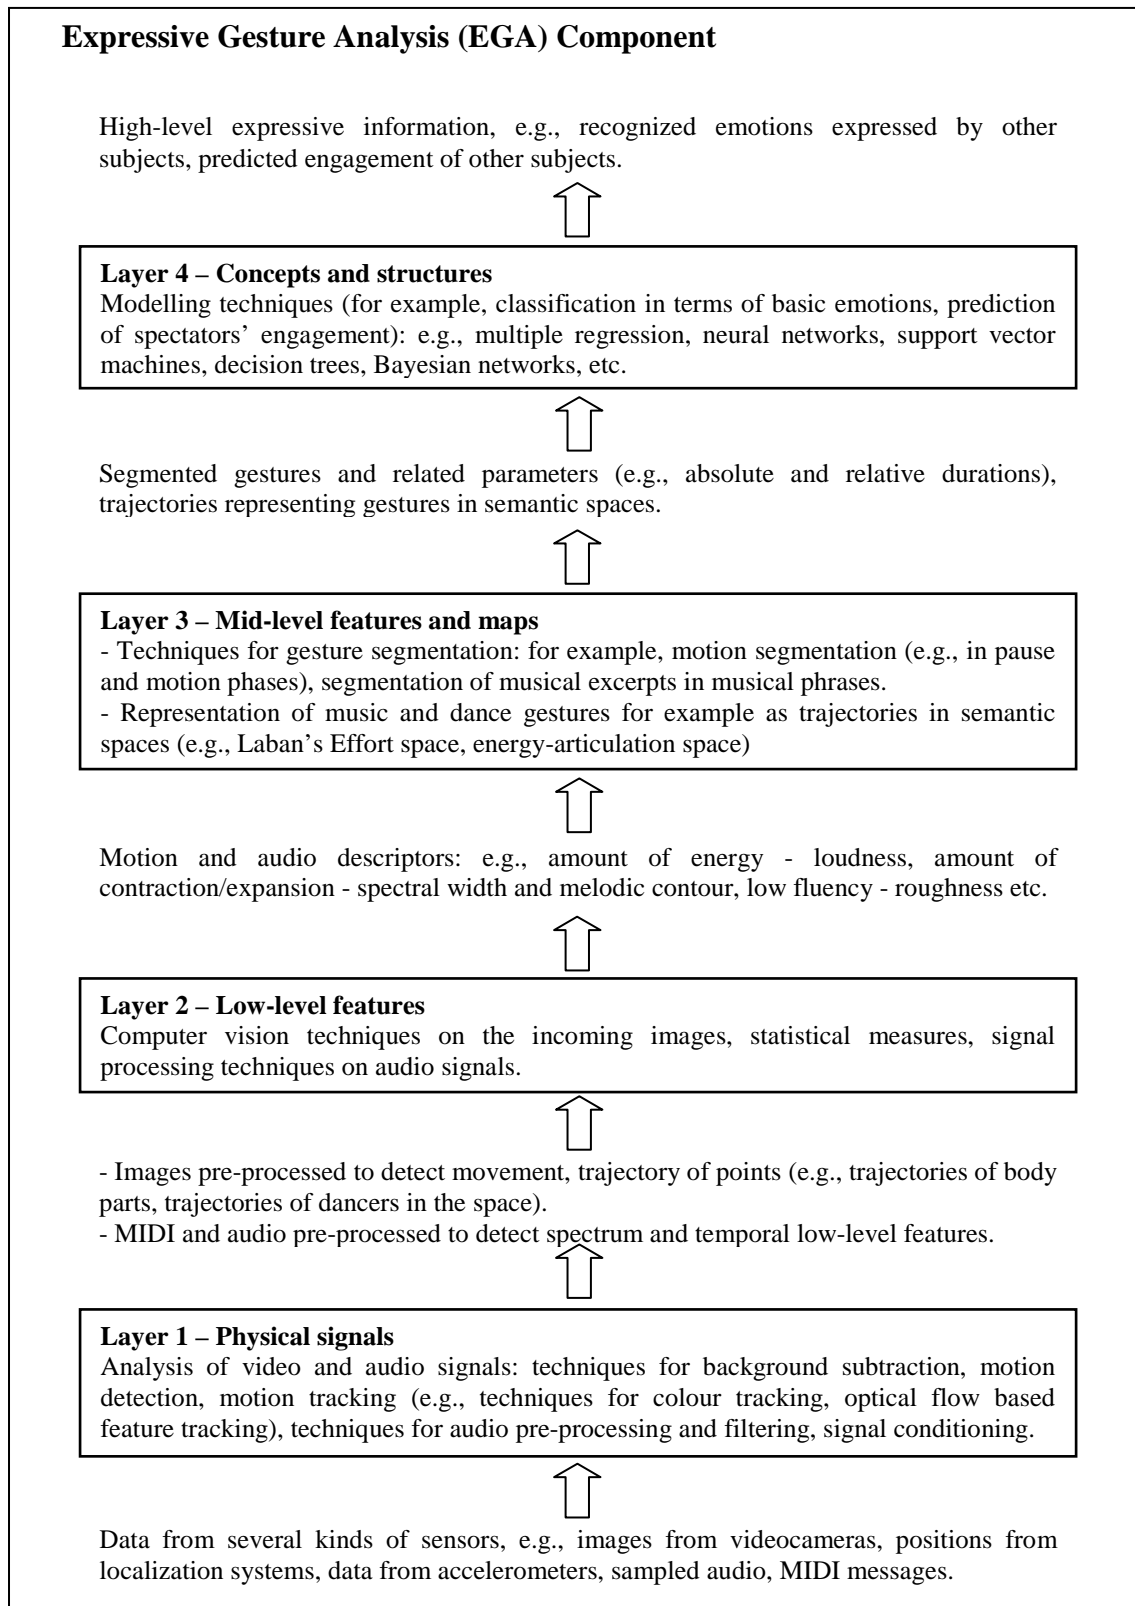 Expressive Gesture Analysis (EGA) Component
High-level expressive information, e.g., recognized emotions expressed by other
subjects, predicted engagement of other subjects.
Layer 4 – Concepts and structures
Modelling techniques (for example, classification in terms of basic emotions, prediction
of spectators’ engagement): e.g., multiple regression, neural networks, support vector
machines, decision trees, Bayesian networks, etc.
Segmented gestures and related parameters (e.g., absolute and relative durations),
trajectories representing gestures in semantic spaces.
Layer 3 – Mid-level features and maps
- Techniques for gesture segmentation: for example, motion segmentation (e.g., in pause
and motion phases), segmentation of musical excerpts in musical phrases.
- Representation of music and dance gestures for example as trajectories in semantic
spaces (e.g., Laban’s Effort space, energy-articulation space)
Motion and audio descriptors: e.g., amount of energy - loudness, amount of
contraction/expansion - spectral width and melodic contour, low fluency - roughness etc.
Layer 2 – Low-level features
Computer vision techniques on the incoming images, statistical measures, signal
processing techniques on audio signals.
- Images pre-processed to detect movement, trajectory of points (e.g., trajectories of body
parts, trajectories of dancers in the space).
- MIDI and audio pre-processed to detect spectrum and temporal low-level features.
Layer 1 – Physical signals
Analysis of video and audio signals: techniques for background subtraction, motion
detection, motion tracking (e.g., techniques for colour tracking, optical flow based
feature tracking), techniques for audio pre-processing and filtering, signal conditioning.
Data from several kinds of sensors, e.g., images from videocameras, positions from
localization systems, data from accelerometers, sampled audio, MIDI messages.